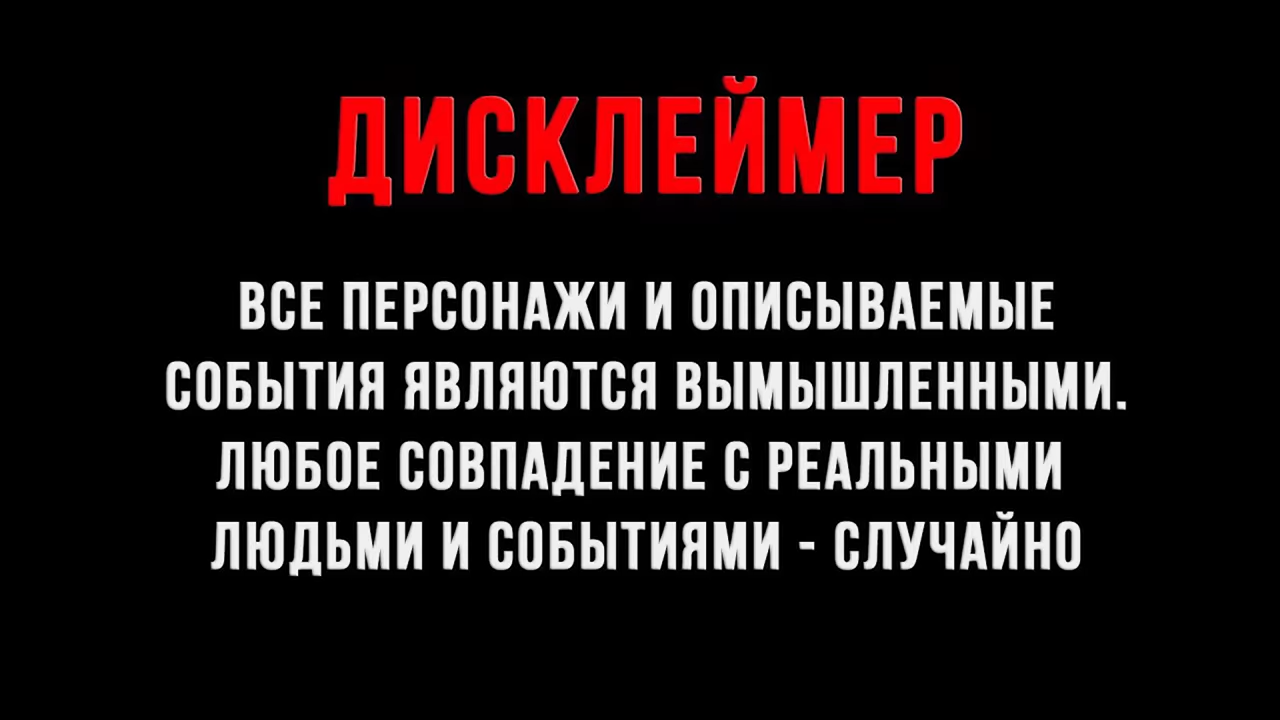 ДИСКЛЕЙМЕР
ВСЕ ПЕРСОНАЖИ И ОПИСЫВАЕМЫЕ
СОБЫТИЯ ЯВЛЯЮТСЯ ВЫМЫШЛЕННЫМИ.
ЛЮБОЕ СОВПАДЕНИЕ С РЕАЛЬНЫМИ
ЛЮДЬМИ И СОБЫТИЯМИ - СЛУЧАЙНО